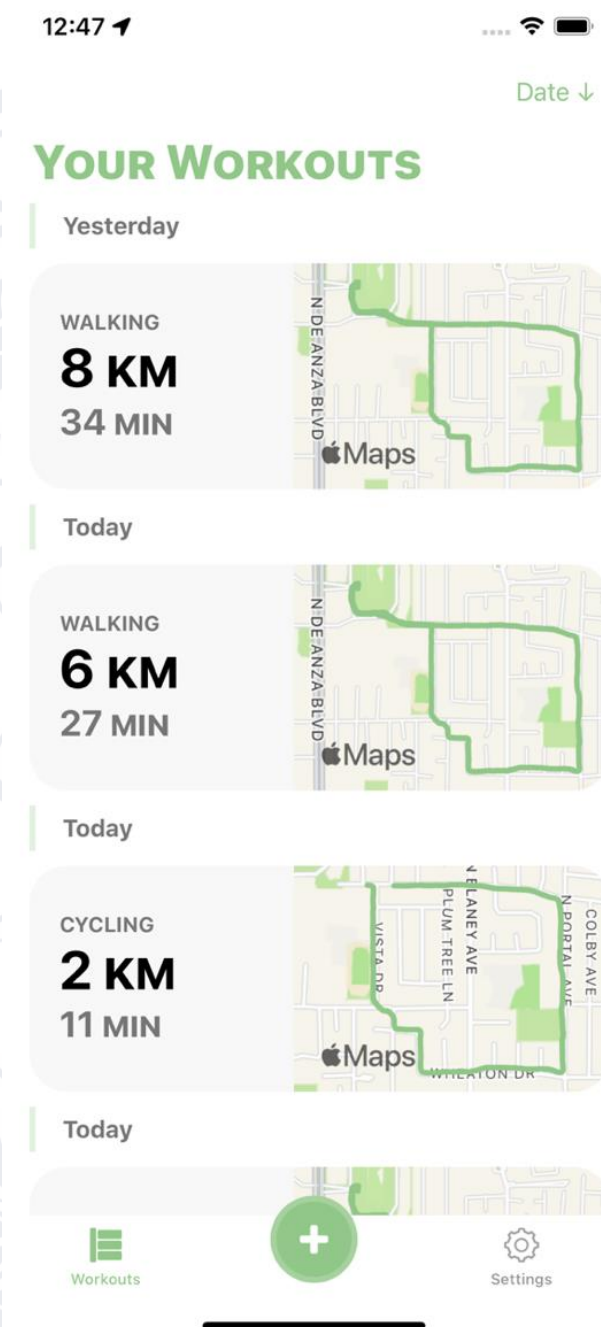 12:47
Date ↓
YOUR WORKOUTS
Yesterday
WALKING
8 KM
34 MIN
N DE ANZA BLVD
Maps
Today
WALKING
6 KM
27 MIN
N DE ANZA BLVD
Maps
Today
CYCLING
2 KM
11 MIN
VISTA DR
PLUM TREE LN
LANEY AVE
N PORTAL AVE
COLBY AVE
Maps
WHEATON DR
Today
+
Workouts
Settings